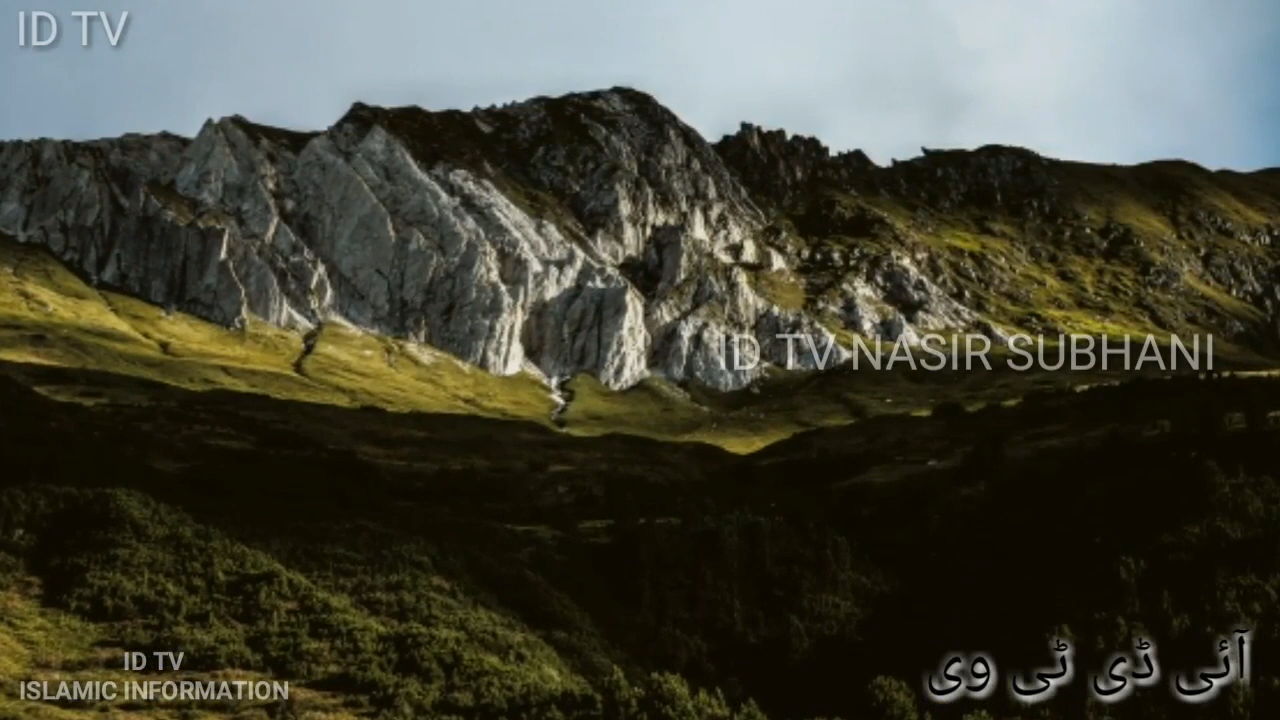 ID TV
ID TV NASIR SUBHANI
ID TV
ISLAMIC INFORMATION
آئی ڈی ٹی وی